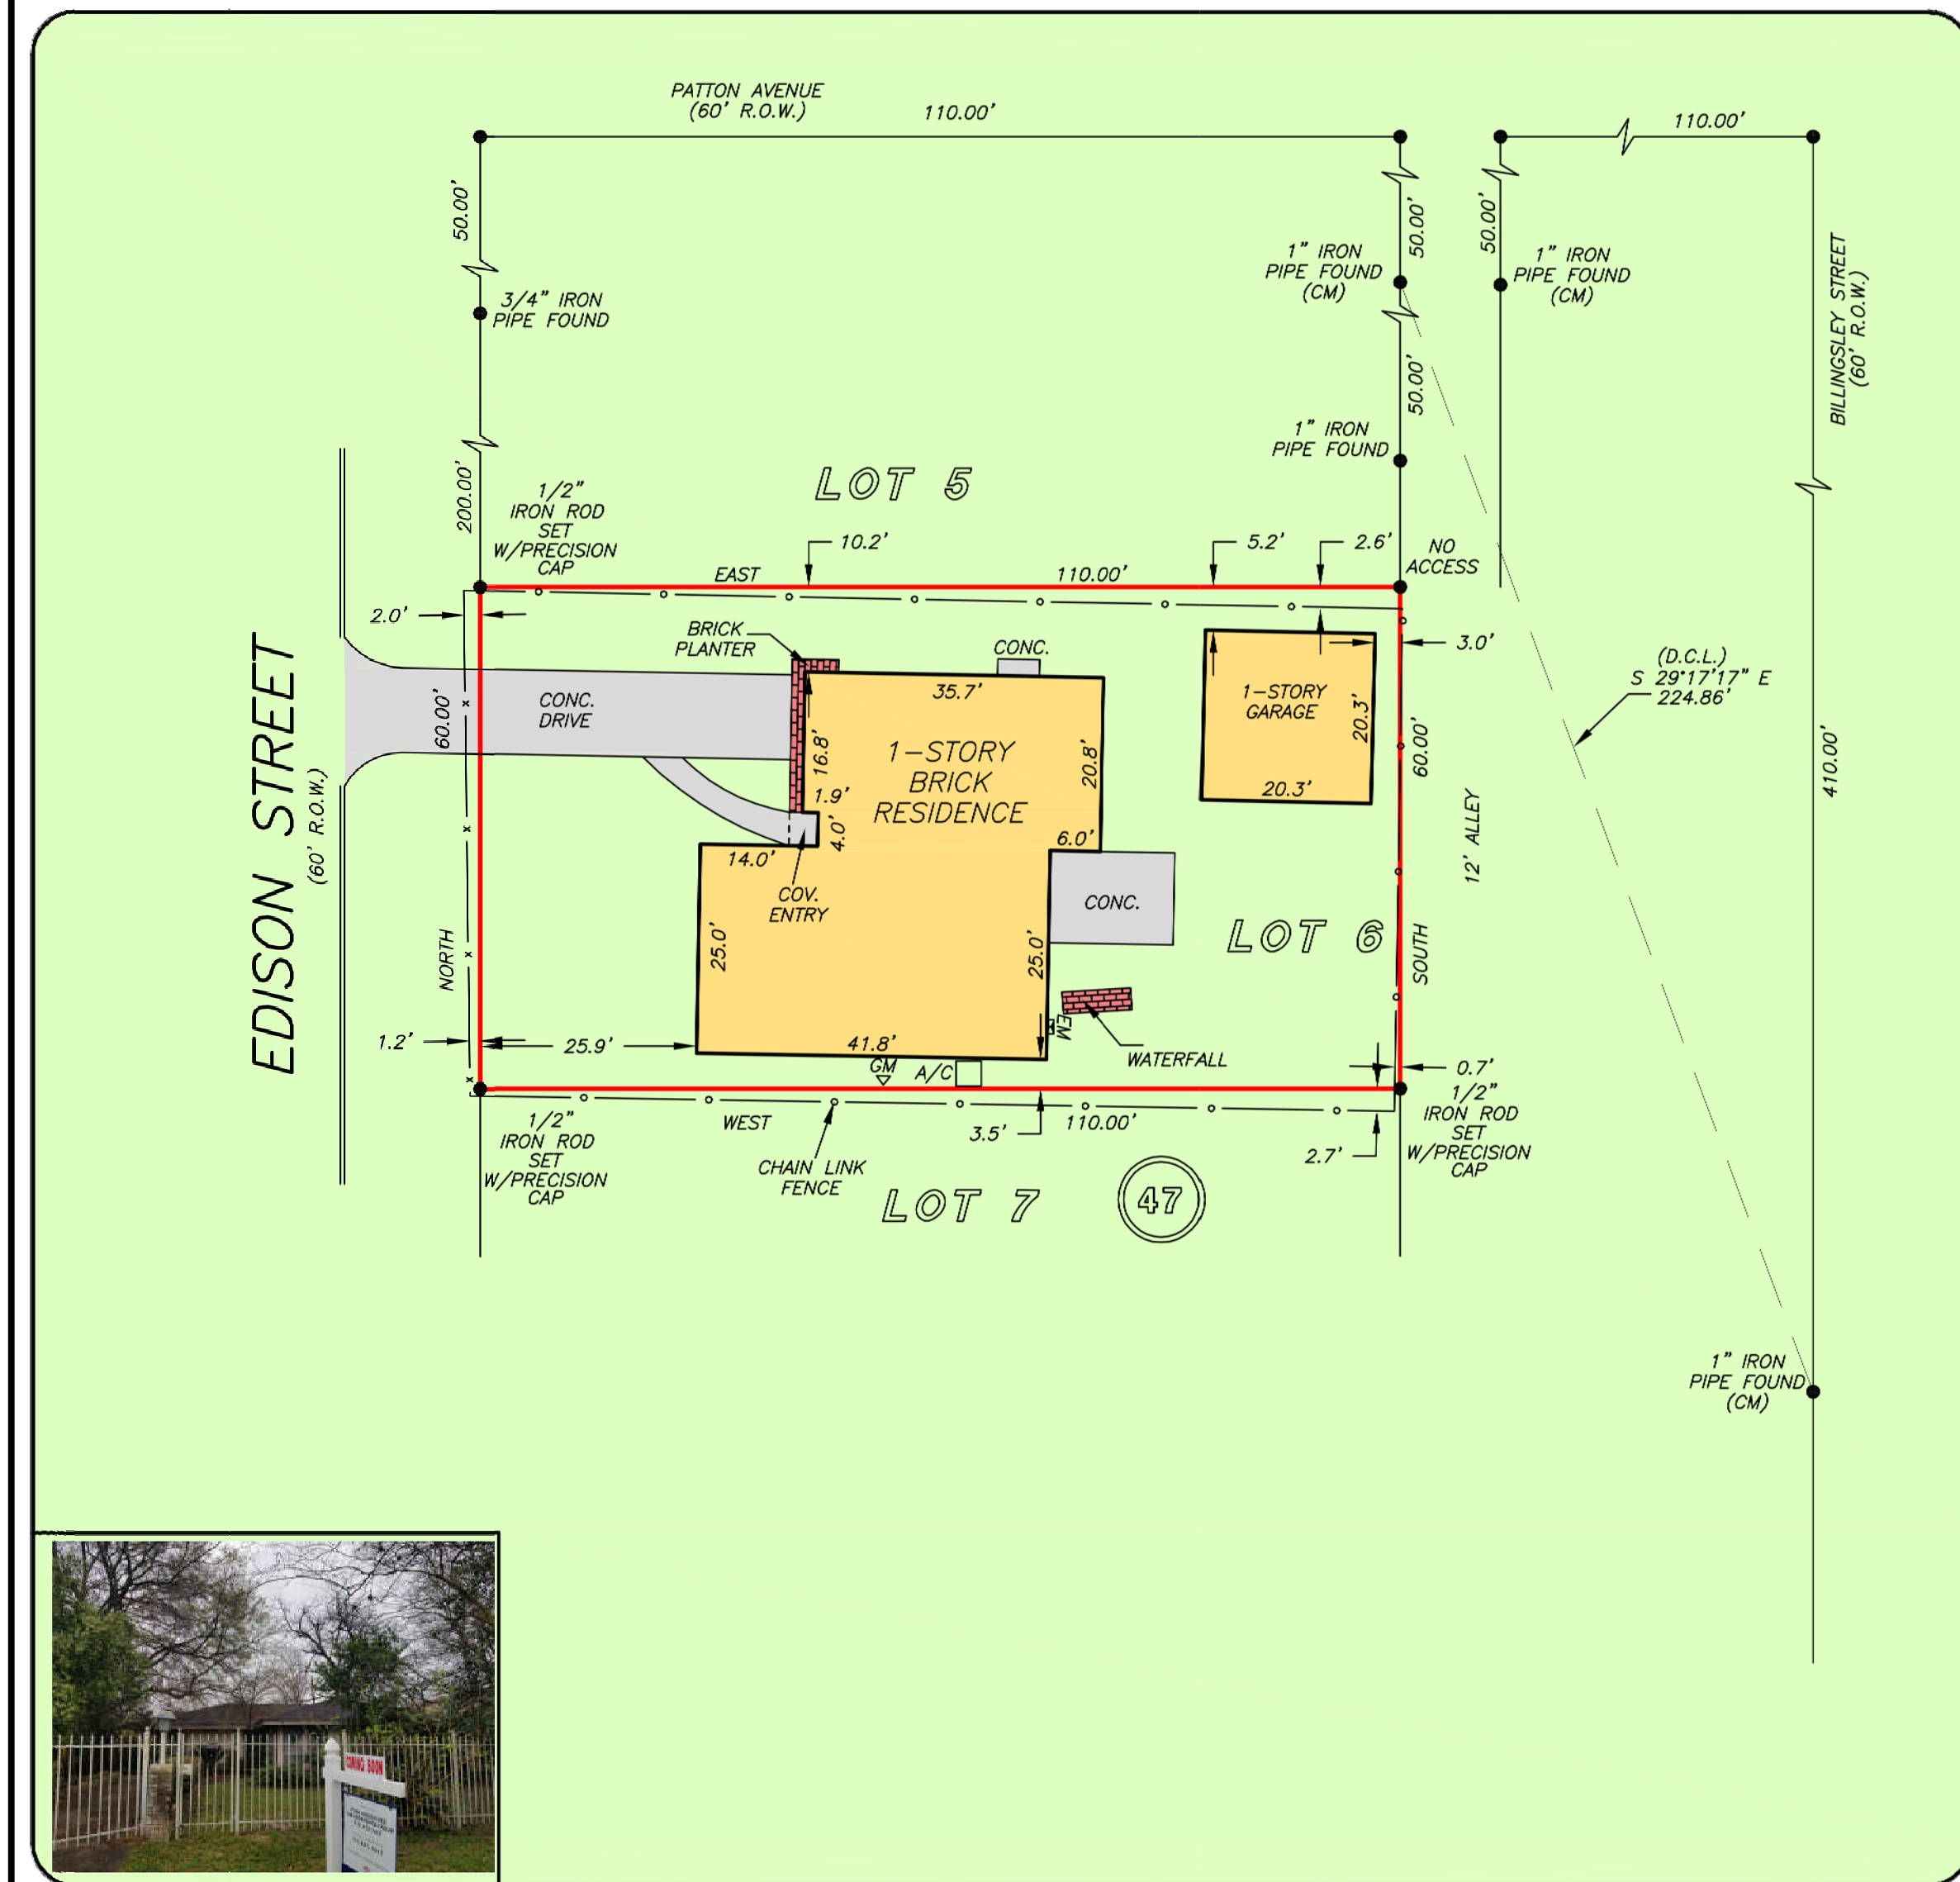 PATTON AVENUE
(60' R.O.W.)
110.00'
110.00'
50.00'
50.00'
50.00'
1" IRON
PIPE FOUND
(CM)
1" IRON
PIPE FOUND
(CM)
BILLINGSLEY STREET
(60' R.O.W.)
3/4" IRON
PIPE FOUND
50.00'
1" IRON
PIPE FOUND
LOT 5
200.00'
1/2"
IRON ROD
SET
W/PRECISION
CAP
10.2'
5.2'
2.6'
NO
ACCESS
EAST
110.00'
2.0'
BRICK
PLANTER
CONC.
3.0'
EDISON STREET
(60' R.O.W.)
60.00'
CONC.
DRIVE
35.7'
1-STORY
GARAGE
20.3'
20.3'
60.00'
(D.C.L.)
S 29°17'17" E
224.86'
16.8'
1-STORY
BRICK
RESIDENCE
20.8'
410.00'
1.9'
4.0'
6.0'
14.0'
12' ALLEY
COV.
ENTRY
CONC.
LOT 6
NORTH
25.0'
25.0'
SOUTH
EM
WATERFALL
1.2'
25.9'
41.8'
GM
A/C
0.7'
1/2"
IRON ROD
SET
W/PRECISION
CAP
1/2"
IRON ROD
SET
W/PRECISION
CAP
WEST
3.5'
110.00'
2.7'
CHAIN LINK
FENCE
LOT 7
47
1" IRON
PIPE FOUND
(CM)
COMING SOON